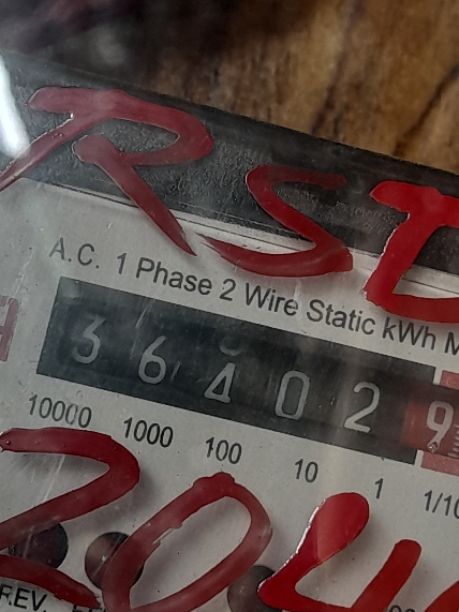 RSD
A.C. 1 Phase 2 Wire Static kWh M
3 6 4 0 2 9
10000 1000 100 10 1 1/10
204
REV.